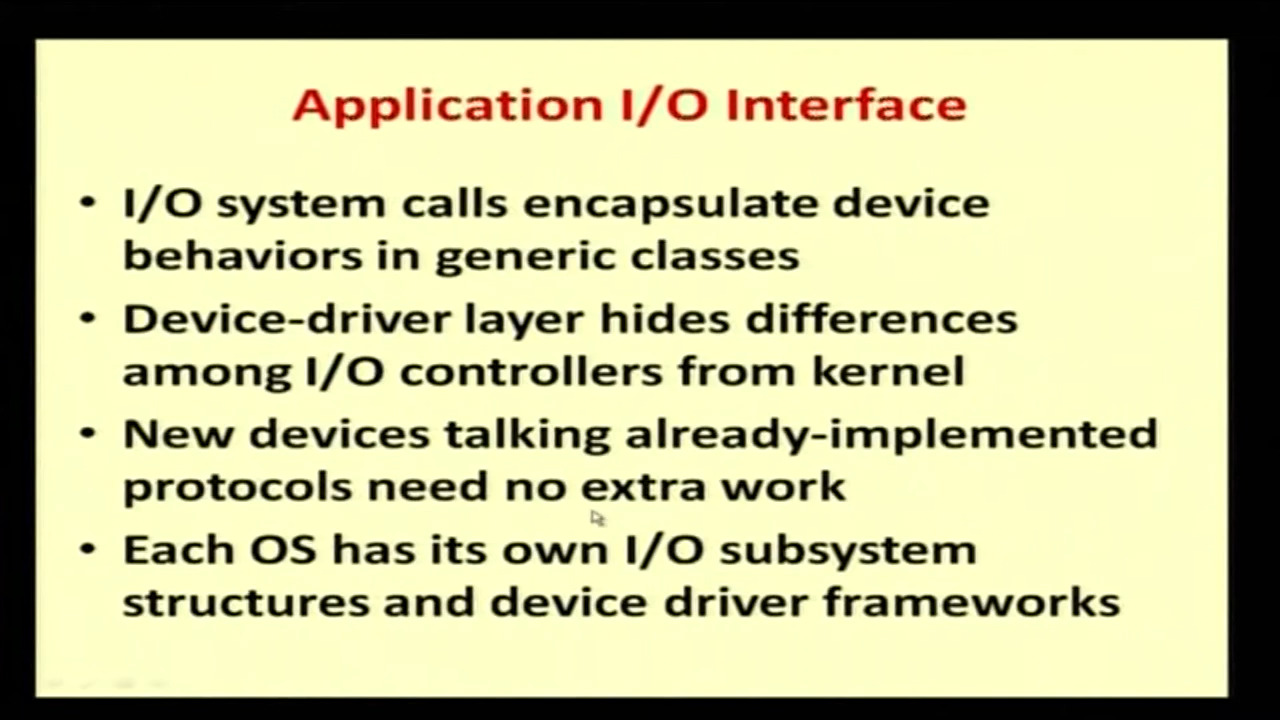 Application I/O Interface
• I/O system calls encapsulate device
behaviors in generic classes
• Device-driver layer hides differences
among I/O controllers from kernel
• New devices talking already-implemented
protocols need no extra work
• Each OS has its own I/O subsystem
structures and device driver frameworks